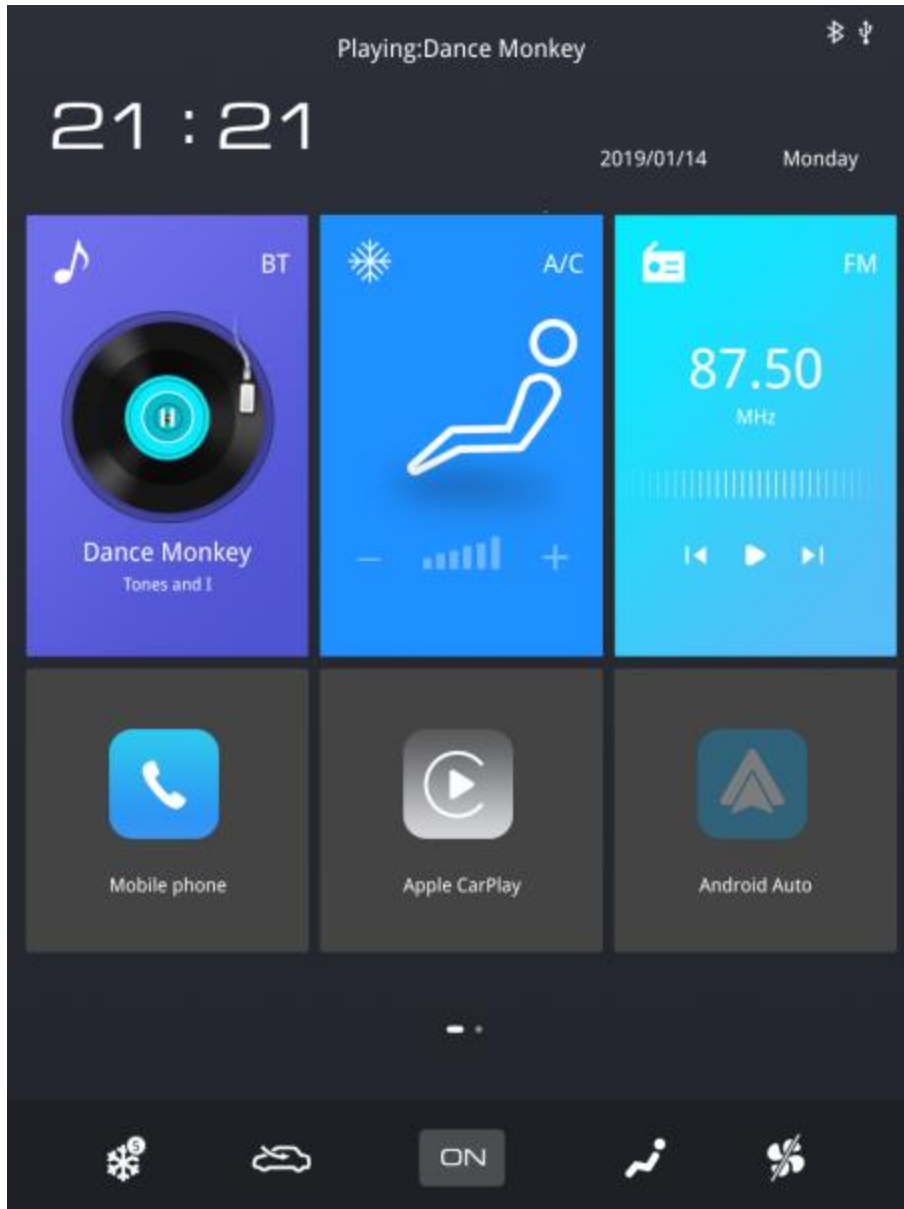 Playing:Dance Monkey
21 : 21
2019/01/14 Monday
BT
A/C
FM
87.50
MHz
Dance Monkey
Tones and I
Mobile phone
Apple CarPlay
Android Auto
S
ON